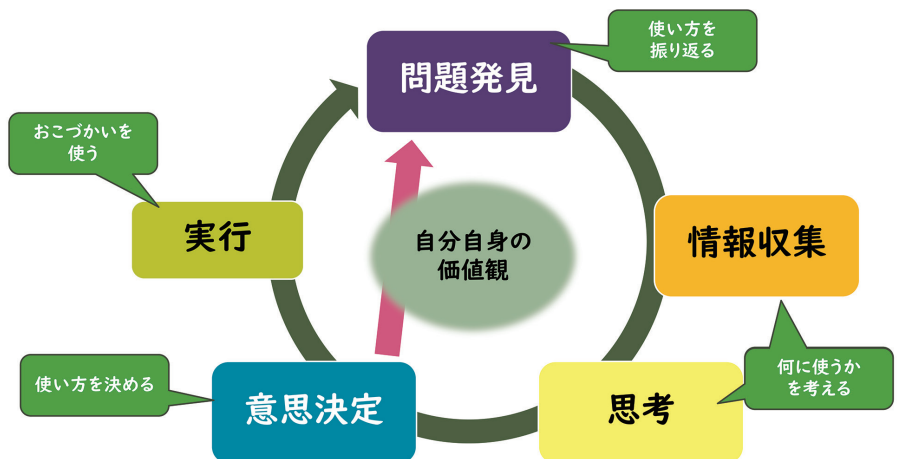 使い方を
振り返る
問題発見
おこづかいを
使う
実行
自分自身の
価値観
情報収集
使い方を決める
意思決定
思考
何に使うか
を考える